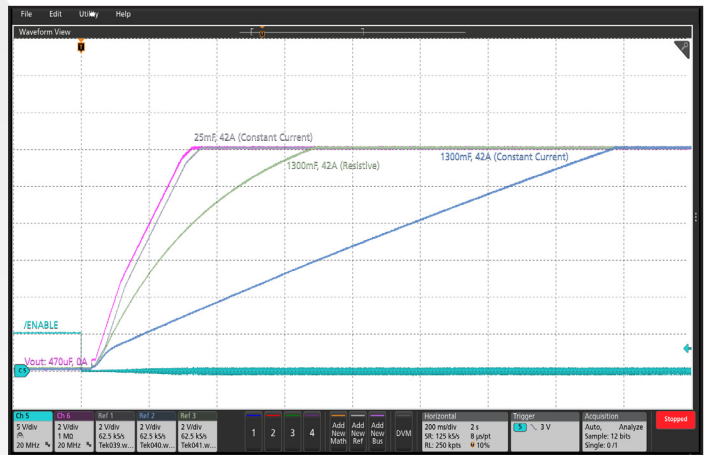 File Edit Utility Help
Waveform View
T
25mF, 42A (Constant Current)
1300mF, 42A (Resistive)
1300mF, 42A (Constant Current)
/ENABLE
Vout: 470uF, 0A
C5
Ch 5 Ch 6 Ref 1 Ref 2 Ref 3 Horizontal Trigger Acquisition
5 V/div 2 V/div 2 V/div 2 V/div 2 V/div 200 ms/div 2 s 5 3 V Auto, Analyze
1 MΩ 62.5 kS/s 62.5 kS/s 62.5 kS/s SR: 125 kS/s 8 µs/pt Sample: 12 bits
20 MHz 20 MHz Tek039.w... Tek040.w... Tek041.w... RL: 250 kpts 10% Single: 0/1
1 2 3 4
Add New Math
Add New Ref
Add New Bus
DVM
Stopped